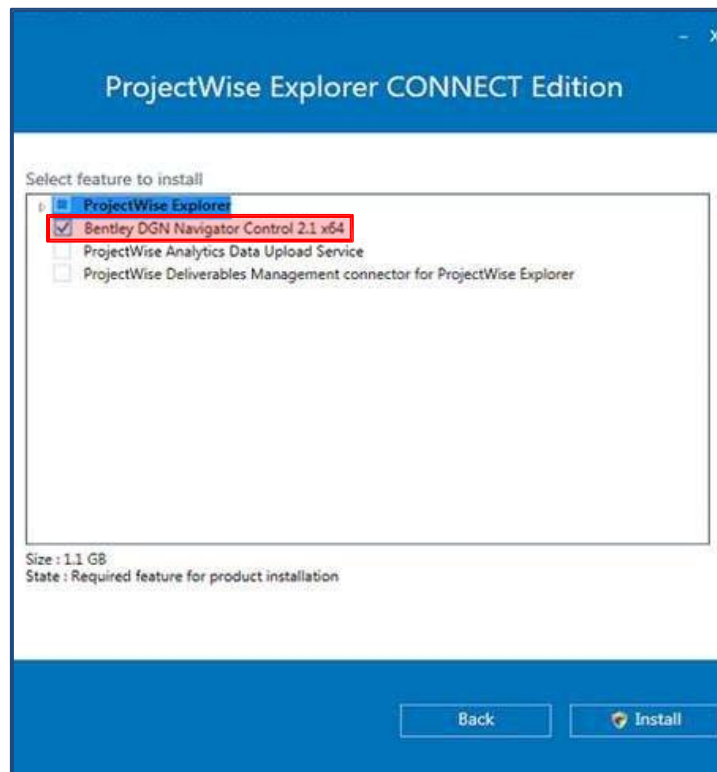 ProjectWise Explorer CONNECT Edition
Select feature to install
ProjectWise Explorer
Bentley DGN Navigator Control 2.1 x64
ProjectWise Analytics Data Upload Service
ProjectWise Deliverables Management connector for ProjectWise Explorer
Size : 1.1 GB
State : Required feature for product installation
Back
Install